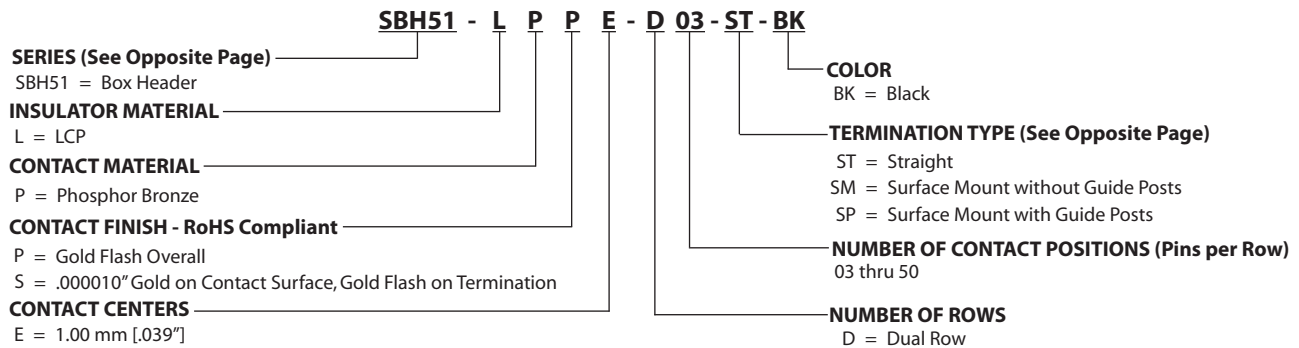 SBH51 - L P P E - D 03 - ST - BK
SERIES (See Opposite Page)
SBH51 = Box Header
INSULATOR MATERIAL
L = LCP
CONTACT MATERIAL
P = Phosphor Bronze
CONTACT FINISH - RoHS Compliant
P = Gold Flash Overall
S = .000010" Gold on Contact Surface, Gold Flash on Termination
CONTACT CENTERS
E = 1.00 mm [.039"]
COLOR
BK = Black
TERMINATION TYPE (See Opposite Page)
ST = Straight
SM = Surface Mount without Guide Posts
SP = Surface Mount with Guide Posts
NUMBER OF CONTACT POSITIONS (Pins per Row)
03 thru 50
NUMBER OF ROWS
D = Dual Row